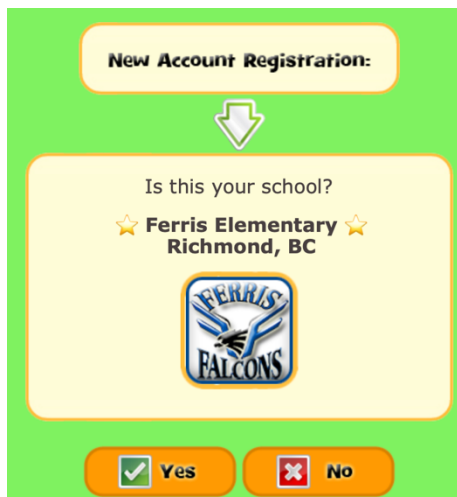 New Account Registration:
Is this your school?
Ferris Elementary
Richmond, BC
FERRIS
FALCONS
Yes
No